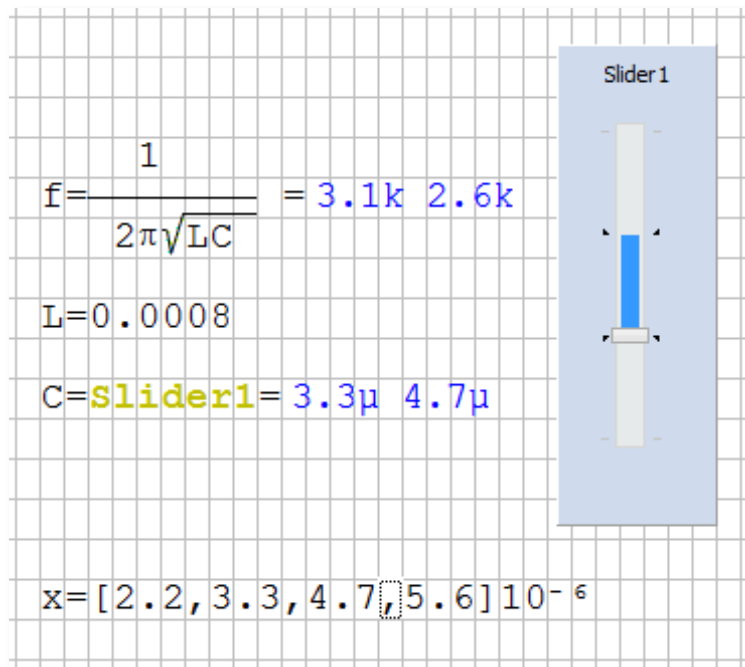 Slider1
f=1/2π√LC = 3.1k 2.6k
L=0.0008
C=Slider1= 3.3μ 4.7μ
x=[2.2,3.3,4.7,5.6]10⁻⁶